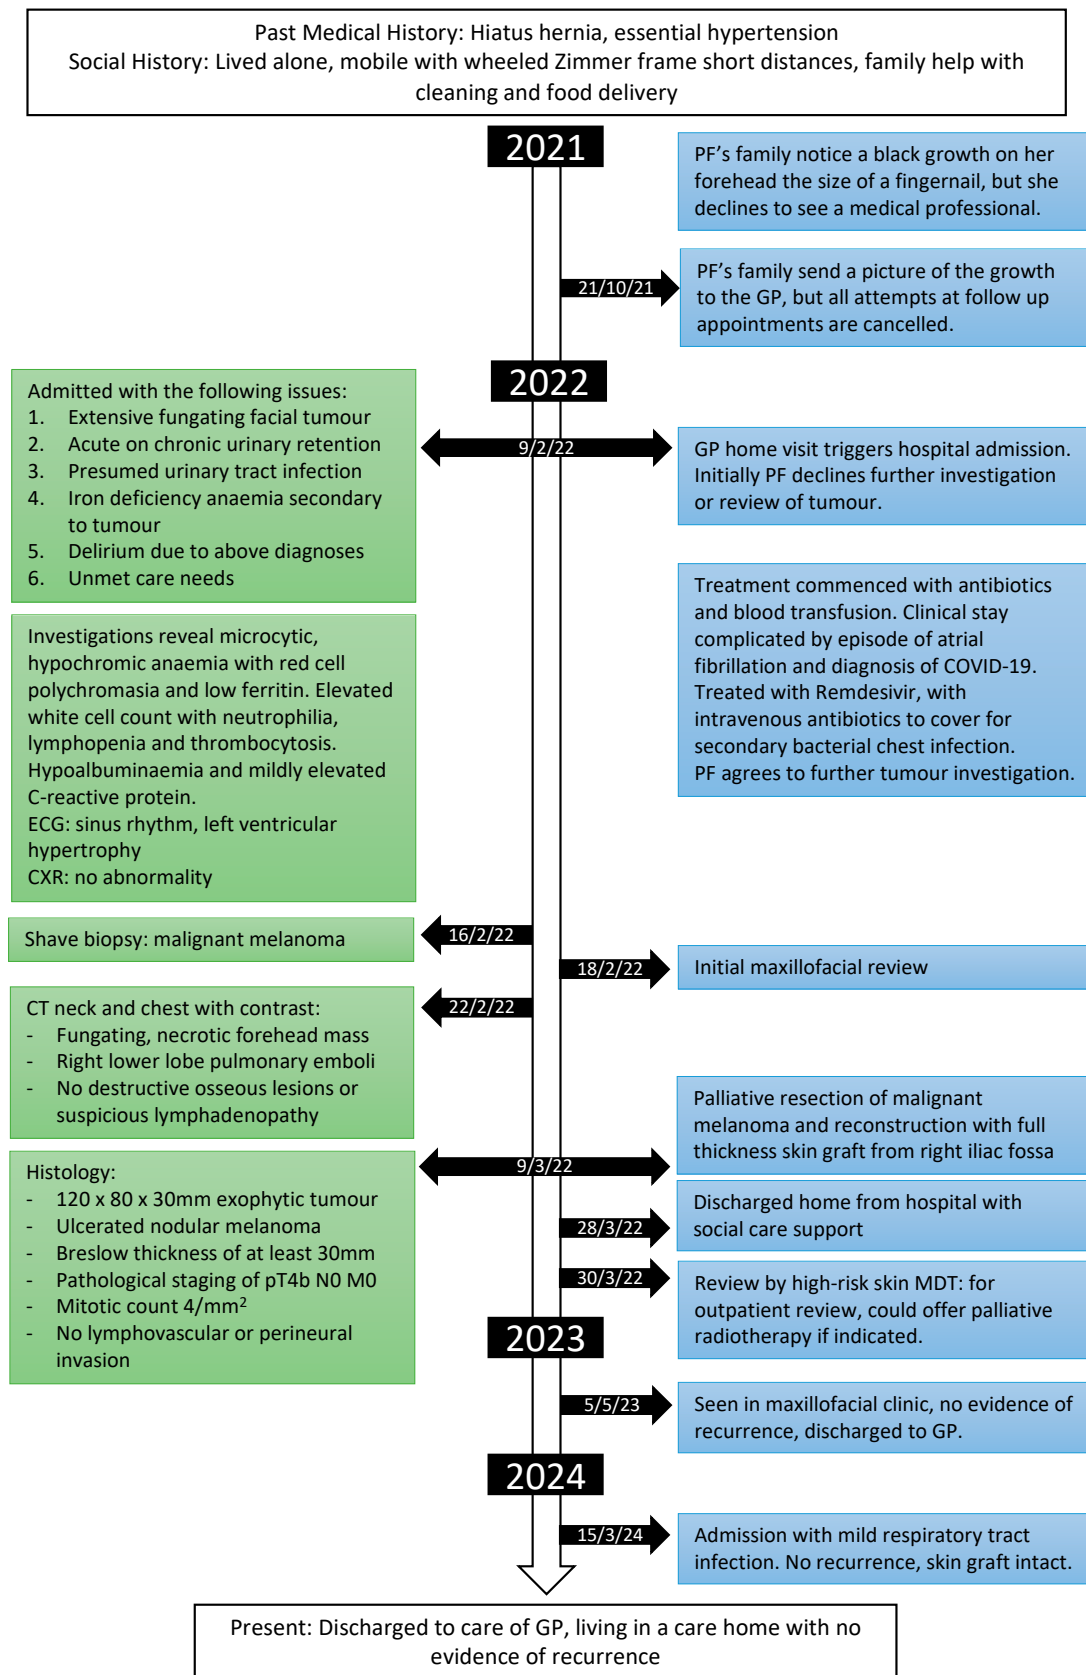 Past Medical History: Hiatus hernia, essential hypertension
Social History: Lived alone, mobile with wheeled Zimmer frame short distances, family help with
cleaning and food delivery
2021
PF’s family notice a black growth on her
forehead the size of a fingernail, but she
declines to see a medical professional.
21/10/21
PF’s family send a picture of the growth
to the GP, but all attempts at follow up
appointments are cancelled.
2022
Admitted with the following issues:
1. Extensive fungating facial tumour
2. Acute on chronic urinary retention
3. Presumed urinary tract infection
4. Iron deficiency anaemia secondary
to tumour
5. Delirium due to above diagnoses
6. Unmet care needs
9/2/22
GP home visit triggers hospital admission.
Initially PF declines further investigation
or review of tumour.
Investigations reveal microcytic,
hypochromic anaemia with red cell
polychromasia and low ferritin. Elevated
white cell count with neutrophilia,
lymphopenia and thrombocytosis.
Hypoalbuminaemia and mildly elevated
C-reactive protein.
ECG: sinus rhythm, left ventricular
hypertrophy
CXR: no abnormality
Treatment commenced with antibiotics
and blood transfusion. Clinical stay
complicated by episode of atrial
fibrillation and diagnosis of COVID-19.
Treated with Remdesivir, with
intravenous antibiotics to cover for
secondary bacterial chest infection.
PF agrees to further tumour investigation.
Shave biopsy: malignant melanoma
16/2/22
18/2/22
Initial maxillofacial review
CT neck and chest with contrast:
- Fungating, necrotic forehead mass
- Right lower lobe pulmonary emboli
- No destructive osseous lesions or
suspicious lymphadenopathy
22/2/22
Palliative resection of malignant
melanoma and reconstruction with full
thickness skin graft from right iliac fossa
9/3/22
Histology:
- 120 x 80 x 30mm exophytic tumour
- Ulcerated nodular melanoma
- Breslow thickness of at least 30mm
- Pathological staging of pT4b N0 M0
- Mitotic count 4/mm²
- No lymphovascular or perineural
invasion
28/3/22
Discharged home from hospital with
social care support
30/3/22
Review by high-risk skin MDT: for
outpatient review, could offer palliative
radiotherapy if indicated.
2023
5/5/23
Seen in maxillofacial clinic, no evidence of
recurrence, discharged to GP.
2024
15/3/24
Admission with mild respiratory tract
infection. No recurrence, skin graft intact.
Present: Discharged to care of GP, living in a care home with no
evidence of recurrence